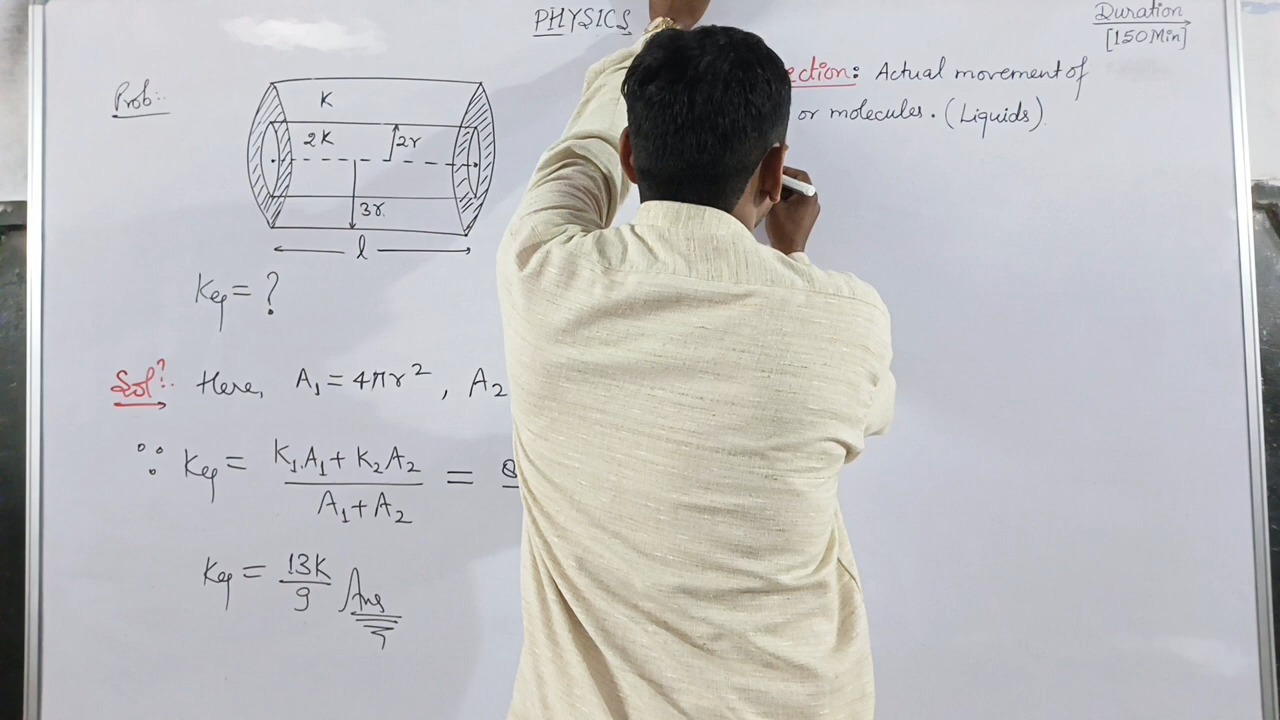 PHYSICS
Duration
[150 Min]
Prob:-
K
2K
2r
3r.
l
Keq = ?
Sol?:- Here, A₁ = 4πr², A₂
∵ Keq = K₁.A₁ + K₂A₂ / A₁ + A₂ =
Keq = 13K / 9 Ans
ection: Actual movement of
or molecules. (Liquids).